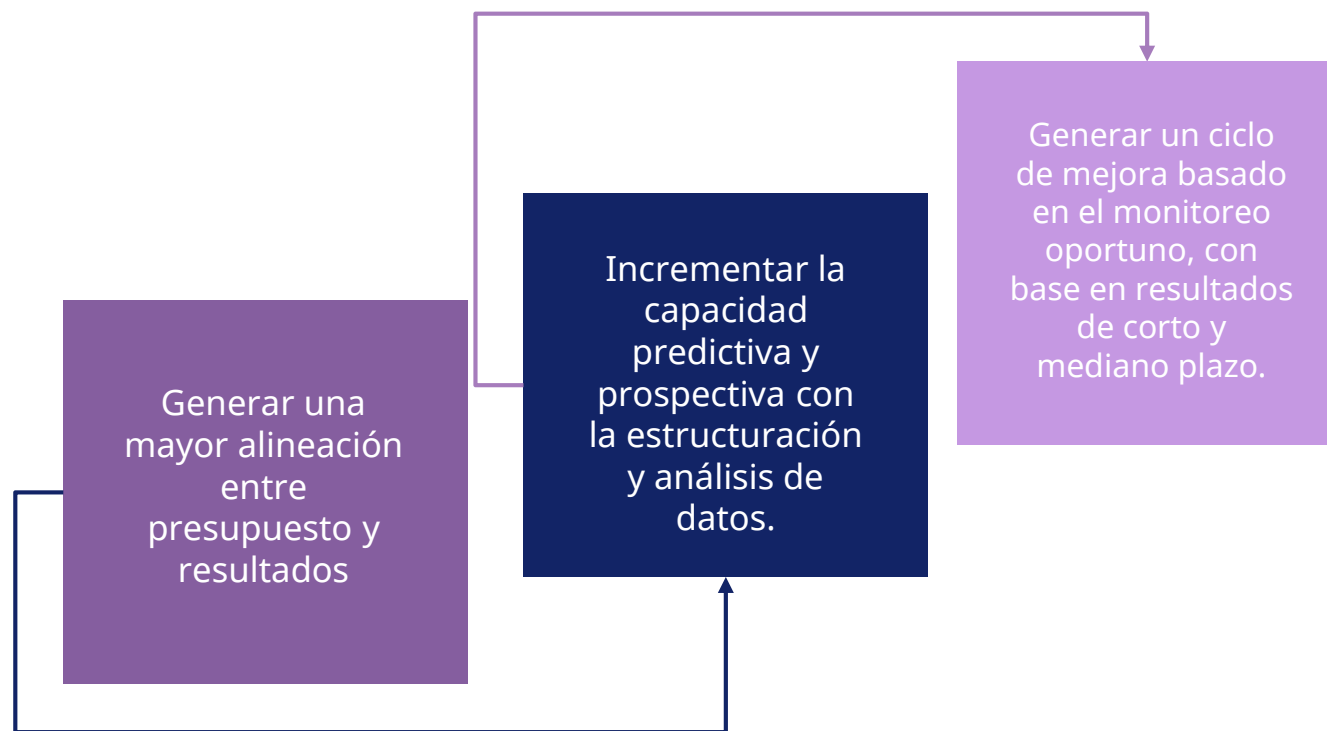 Generar una
mayor alineación
entre
presupuesto y
resultados
Incrementar la
capacidad
predictiva y
prospectiva con
la estructuración
y análisis de
datos.
Generar un ciclo
de mejora basado
en el monitoreo
oportuno, con
base en resultados
de corto y
mediano plazo.